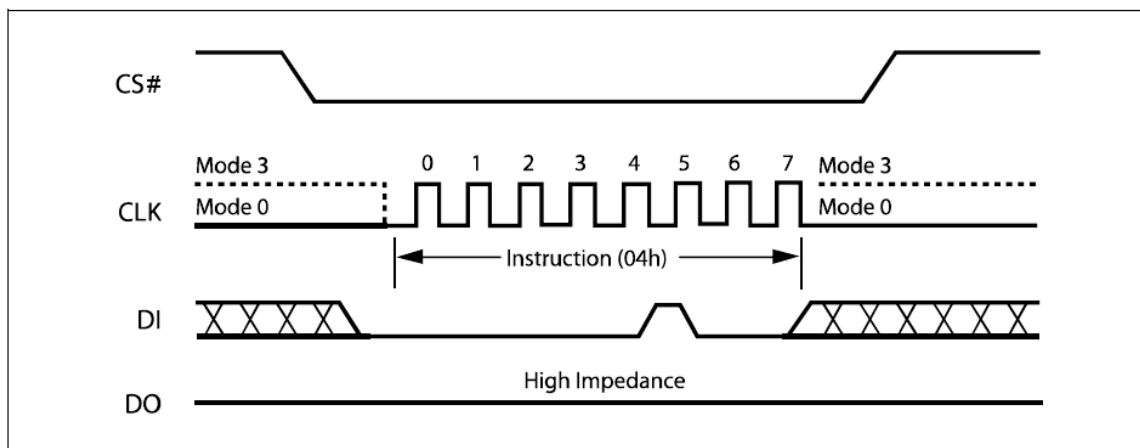 CS#
Mode 3 0 1 2 3 4 5 6 7 Mode 3
CLK Mode 0 Mode 0
Instruction (04h)
DI
High Impedance
DO